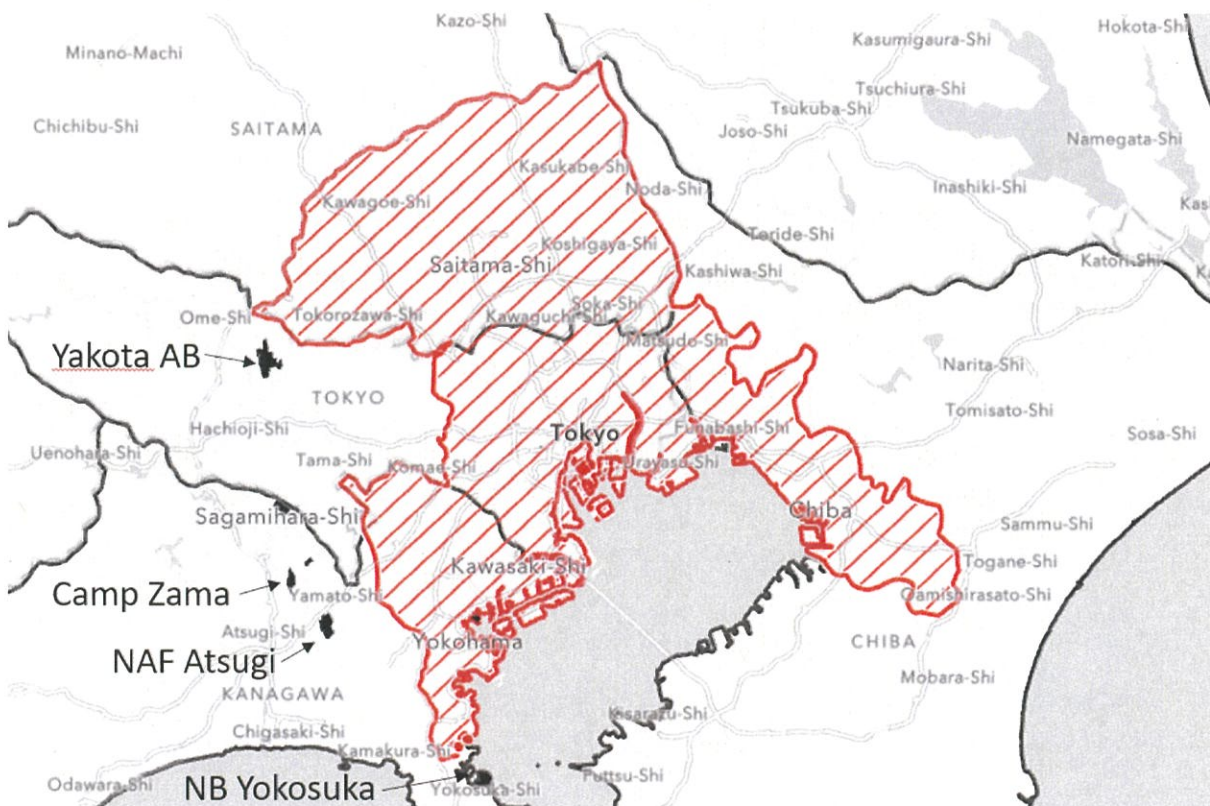 Kazo-Shi
Hokota-Shi
Kasumigaura-Shi
Minano-Machi
Tsuchiura-Shi
Tsukuba-Shi
Chichibu-Shi
SAITAMA
Joso-Shi
Namegata-Shi
Kasukabe-Shi
Noda-Shi
Inashiki-Shi
Kawagoe-Shi
Kas
Koshigaya-Shi
Toride-Shi
Saitama-Shi
Kashiwa-Shi
Katori-Shi
Ka
Ome-Shi
Tokorozawa-Shi
Soka-Shi
Kawaguchi-Shi
Matsudo-Shi
Yakota AB
Narita-Shi
TOKYO
Tomisato-Shi
Hachioji-Shi
Tokyo
Funabashi-Shi
Sosa-Shi
Uenohara-Shi
Tama-Shi
Komae-Shi
Urayasu-Shi
Sagamihara-Shi
Chiba
Sammu-Shi
Kawasaki-Shi
Togane-Shi
Camp Zama
Yamato-Shi
Oamishirasato-Shi
Atsugi-Shi
Yokohama
CHIBA
NAF Atsugi
Mobara-Shi
KANAGAWA
Kisarazu-Shi
Chigasaki-Shi
Kamakura-Shi
Odawara-Shi
NB Yokosuka
Yokosuka-Shi
Puttsu-Shi